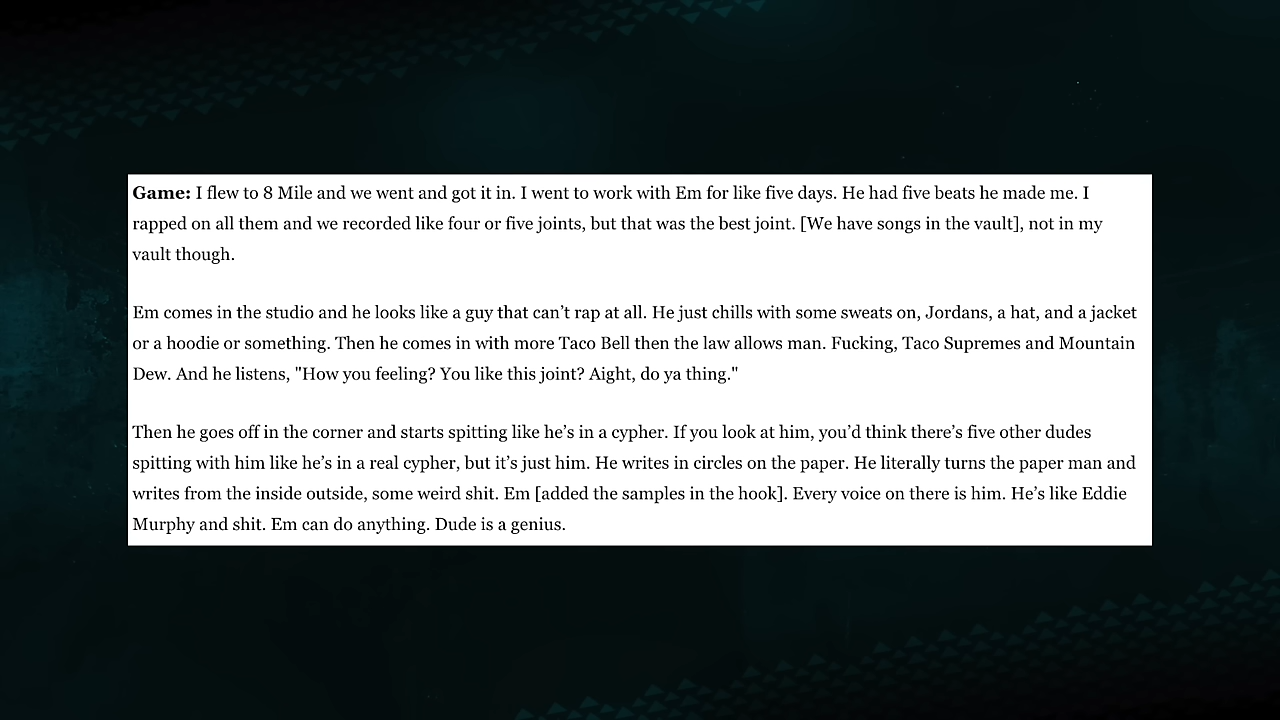 Game: I flew to 8 Mile and we went and got it in. I went to work with Em for like five days. He had five beats he made me. I
rapped on all them and we recorded like four or five joints, but that was the best joint. [We have songs in the vault], not in my
vault though.
Em comes in the studio and he looks like a guy that can’t rap at all. He just chills with some sweats on, Jordans, a hat, and a jacket
or a hoodie or something. Then he comes in with more Taco Bell then the law allows man. Fucking, Taco Supremes and Mountain
Dew. And he listens, "How you feeling? You like this joint? Aight, do ya thing."
Then he goes off in the corner and starts spitting like he’s in a cypher. If you look at him, you’d think there’s five other dudes
spitting with him like he’s in a real cypher, but it’s just him. He writes in circles on the paper. He literally turns the paper man and
writes from the inside outside, some weird shit. Em [added the samples in the hook]. Every voice on there is him. He’s like Eddie
Murphy and shit. Em can do anything. Dude is a genius.